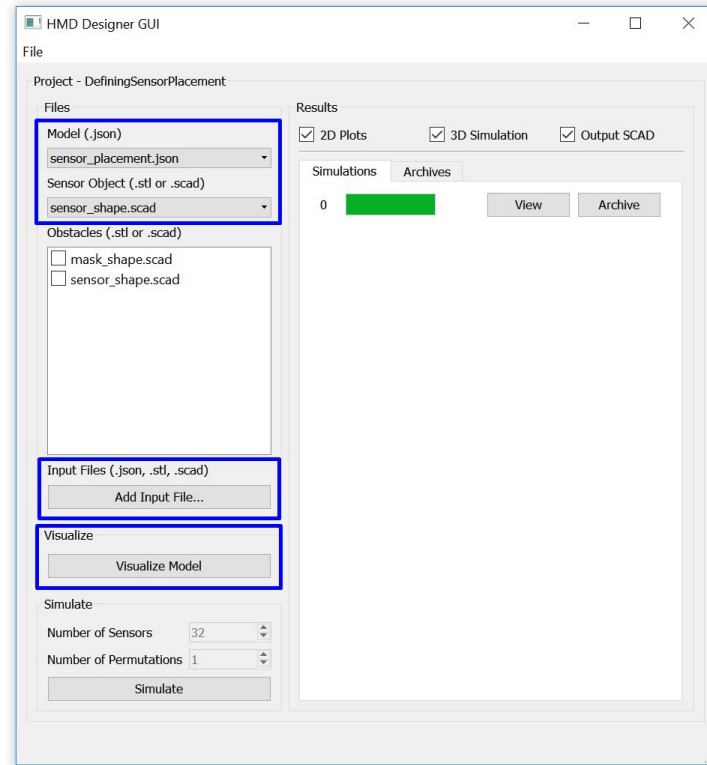 HMD Designer GUI
File
Project - DefiningSensorPlacement
Files
Model (.json)
sensor_placement.json
Sensor Object (.stl or .scad)
sensor_shape.scad
Obstacles (.stl or .scad)
mask_shape.scad
sensor_shape.scad
Input Files (.json, .stl, .scad)
Add Input File...
Visualize
Visualize Model
Simulate
Number of Sensors 32
Number of Permutations 1
Simulate
Results
2D Plots 3D Simulation Output SCAD
Simulations Archives
0 View Archive